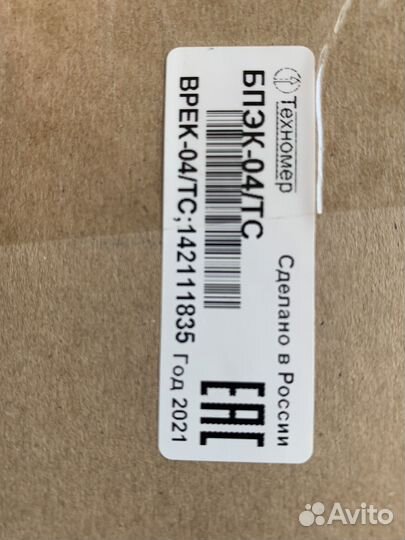 Техномер Сделано в России
БПЭК-04/ТС
EAC
BPEK-04/TC;142111835 Год 2021
Avito